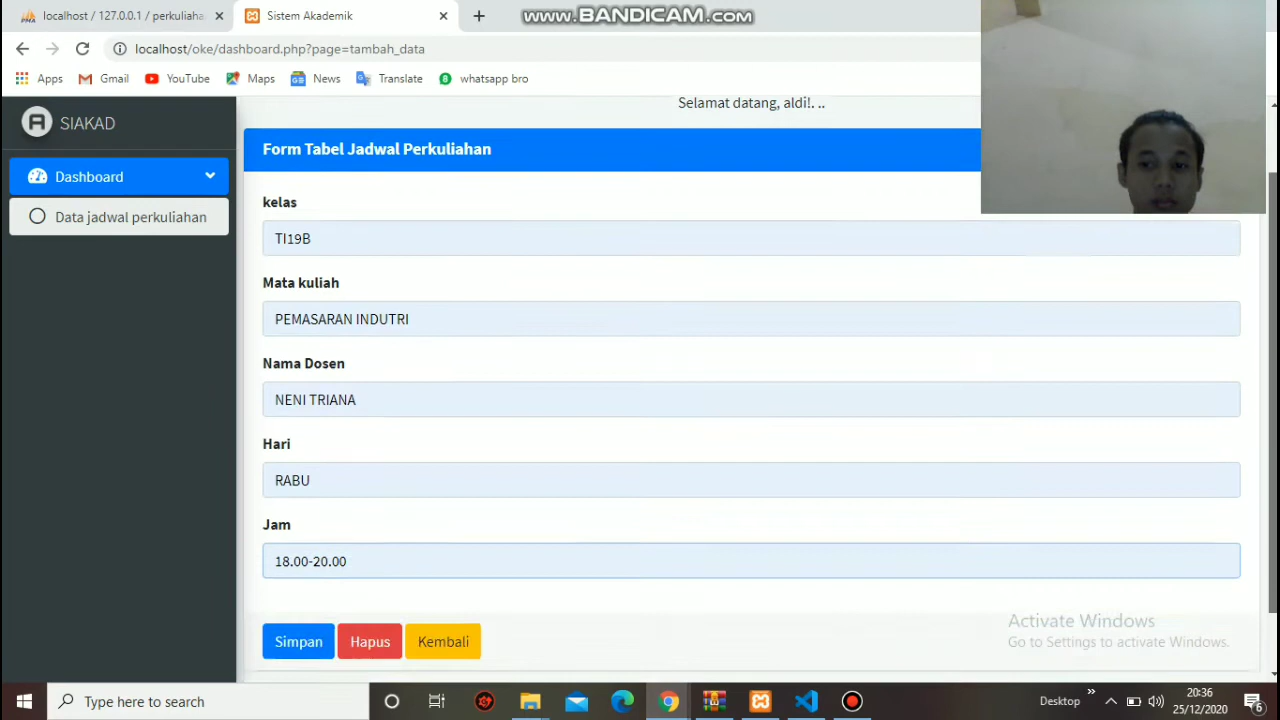 localhost / 127.0.0.1 / perkuliaha
Sistem Akademik
www.BANDICAM.com
localhost/oke/dashboard.php?page=tambah_data
Apps
Gmail
YouTube
Maps
News
Translate
8
whatsapp bro
SIAKAD
Selamat datang, aldi!. ..
Dashboard
Data jadwal perkuliahan
Form Tabel Jadwal Perkuliahan
kelas
TI19B
Mata kuliah
PEMASARAN INDUTRI
Nama Dosen
NENI TRIANA
Hari
RABU
Jam
18.00-20.00
Simpan
Hapus
Kembali
Activate Windows
Go to Settings to activate Windows.
Type here to search
Desktop
20:36
25/12/2020
6